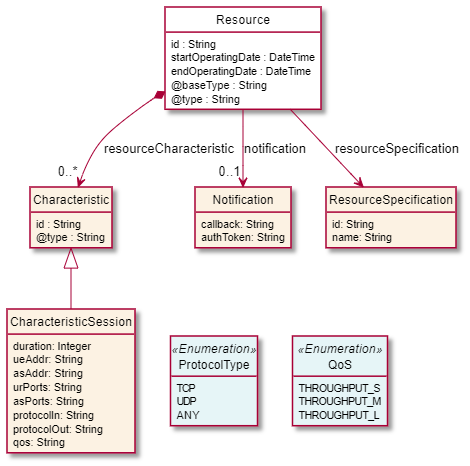 Resource
id : String
startOperatingDate : DateTime
endOperatingDate : DateTime
@baseType : String
@type : String
resourceCharacteristic
notification
resourceSpecification
0..*
0..1
Characteristic
id : String
@type : String
Notification
callback: String
authToken: String
ResourceSpecification
id: String
name: String
CharacteristicSession
duration: Integer
ueAddr: String
asAddr: String
urPorts: String
asPorts: String
protocolIn: String
protocolOut: String
qos: String
«Enumeration»
ProtocolType
TCP
UDP
ANY
«Enumeration»
QoS
THROUGHPUT_S
THROUGHPUT_M
THROUGHPUT_L